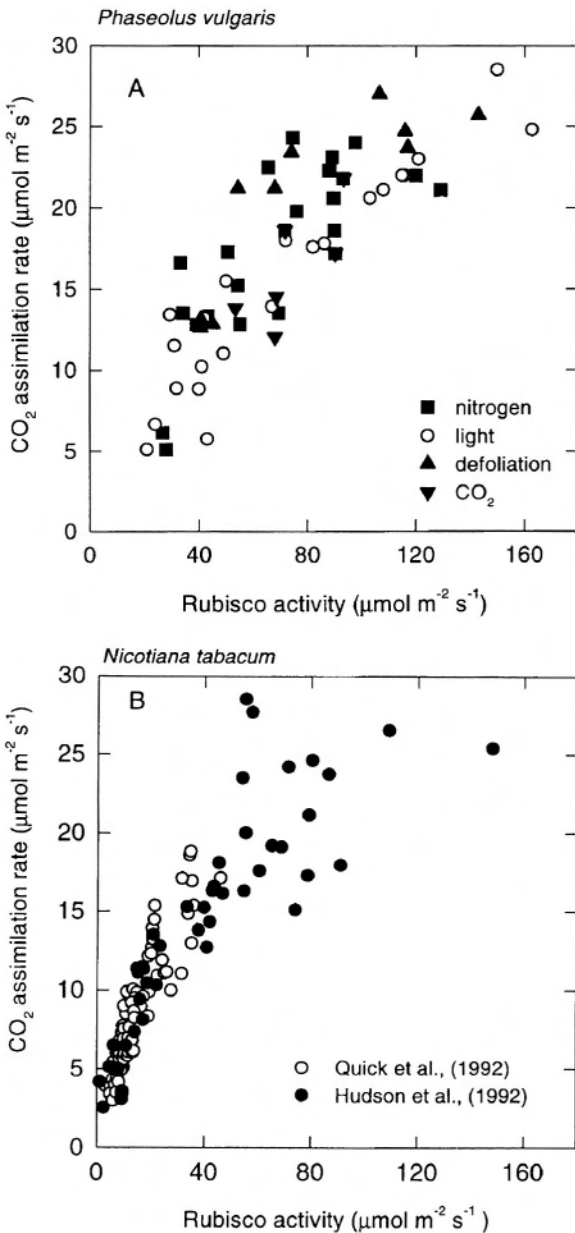 Phaseolus vulgaris
30
A
25
20
15
10
5
0
CO₂ assimilation rate (μmol m⁻² s⁻¹)
■ nitrogen
○ light
▲ defoliation
▼ CO₂
0 40 80 120 160
Rubisco activity (μmol m⁻² s⁻¹)
Nicotiana tabacum
30
B
25
20
15
10
5
0
CO₂ assimilation rate (μmol m⁻² s⁻¹)
○ Quick et al., (1992)
● Hudson et al., (1992)
0 40 80 120 160
Rubisco activity (μmol m⁻² s⁻¹)